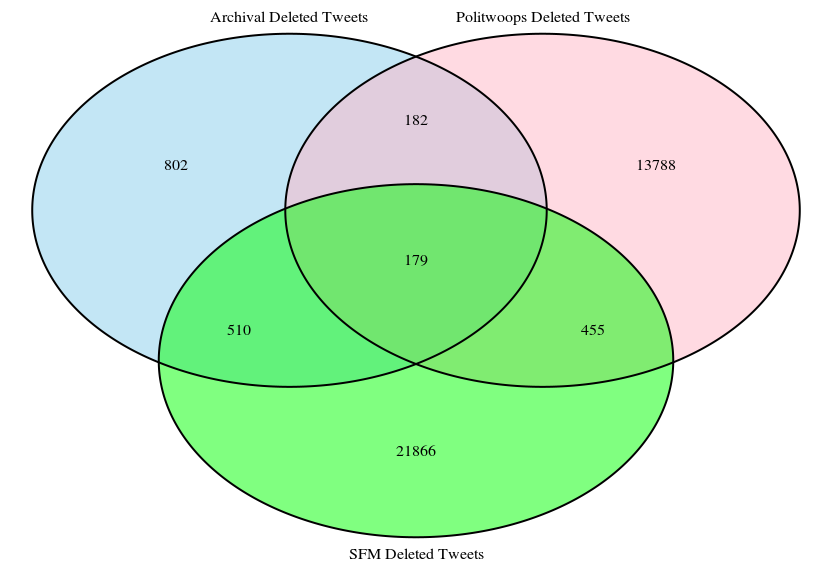 Archival Deleted Tweets
Politwoops Deleted Tweets
182
802
13788
179
510
455
21866
SFM Deleted Tweets